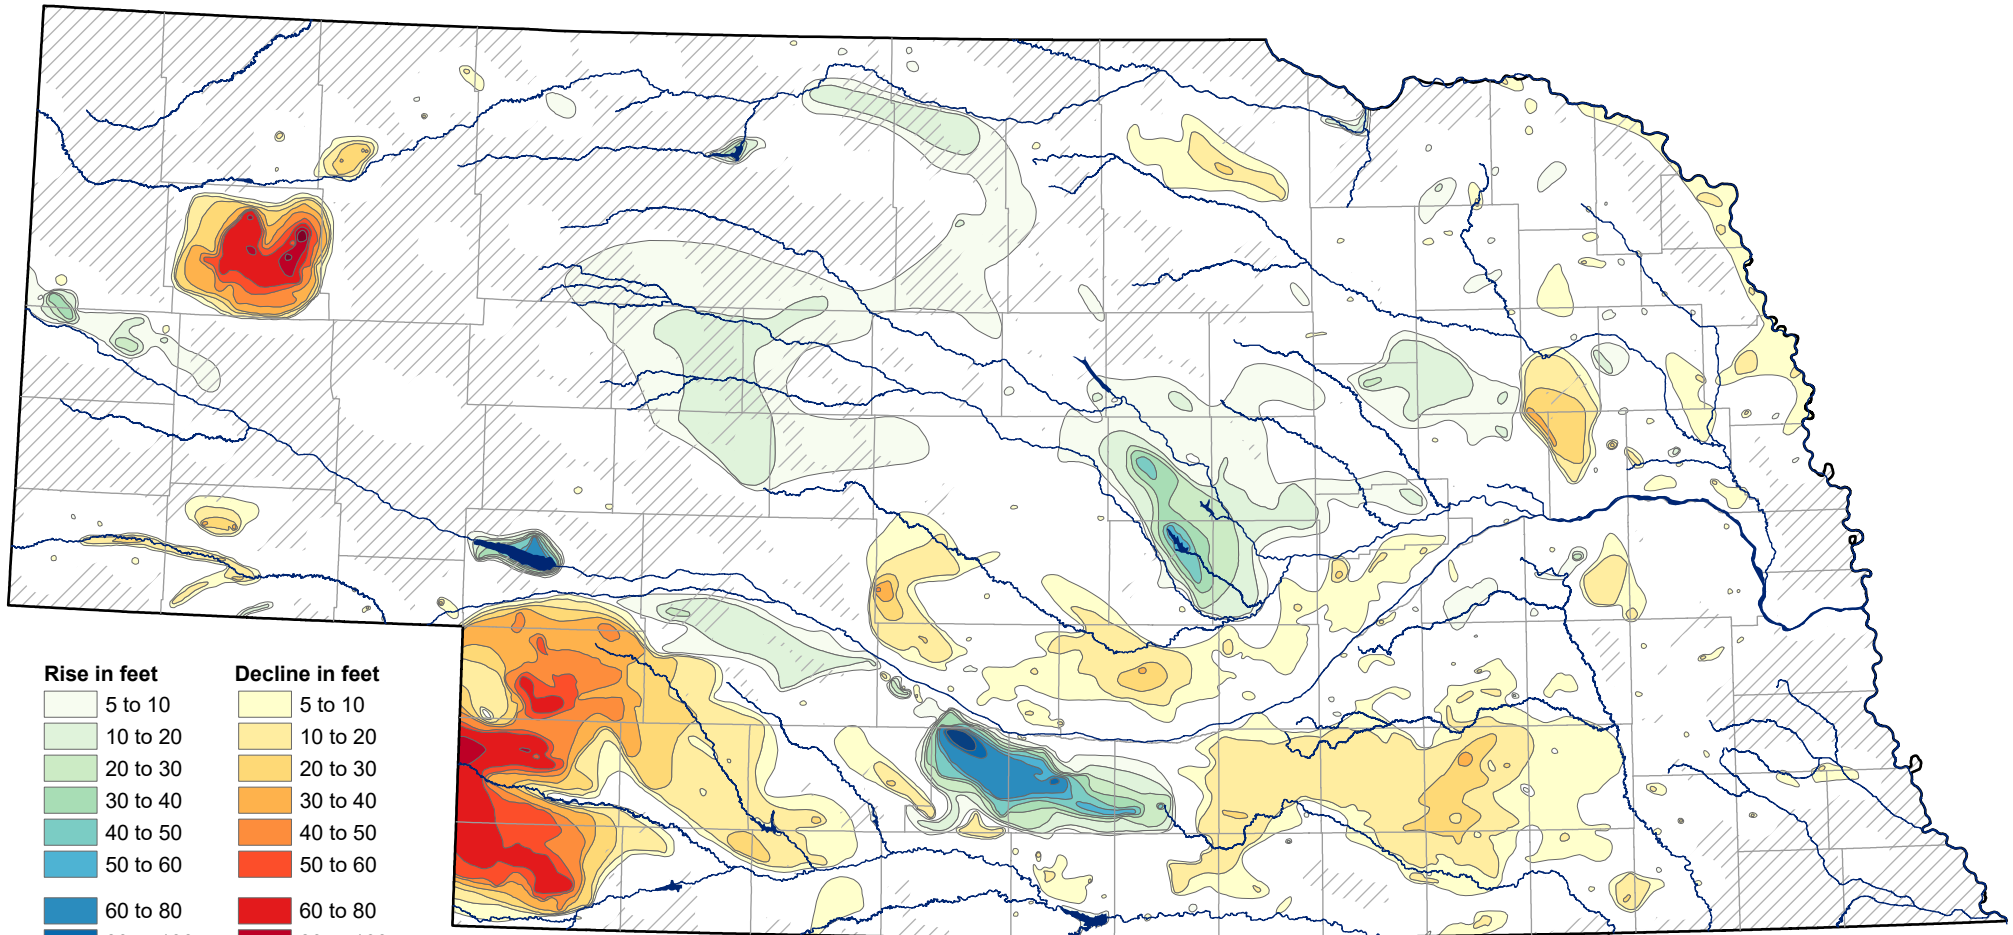 Rise in feet Decline in feet
5 to 10 5 to 10
10 to 20 10 to 20
20 to 30 20 to 30
30 to 40 30 to 40
40 to 50 40 to 50
50 to 60 50 to 60
60 to 80 60 to 80